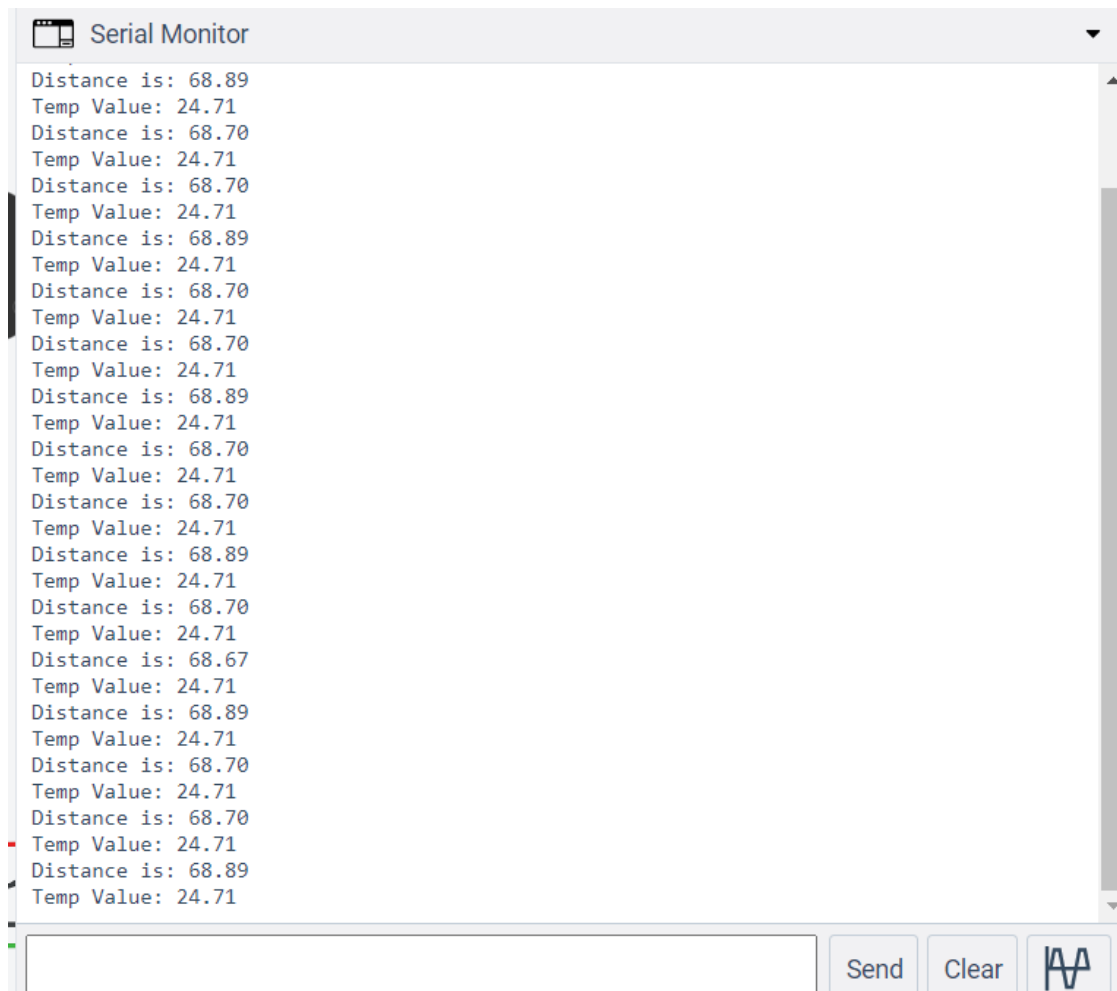 Serial Monitor
Distance is: 68.89
Temp Value: 24.71
Distance is: 68.70
Temp Value: 24.71
Distance is: 68.70
Temp Value: 24.71
Distance is: 68.89
Temp Value: 24.71
Distance is: 68.70
Temp Value: 24.71
Distance is: 68.70
Temp Value: 24.71
Distance is: 68.89
Temp Value: 24.71
Distance is: 68.70
Temp Value: 24.71
Distance is: 68.70
Temp Value: 24.71
Distance is: 68.89
Temp Value: 24.71
Distance is: 68.70
Temp Value: 24.71
Distance is: 68.67
Temp Value: 24.71
Distance is: 68.89
Temp Value: 24.71
Distance is: 68.70
Temp Value: 24.71
Distance is: 68.70
Temp Value: 24.71
Distance is: 68.89
Temp Value: 24.71
Send Clear